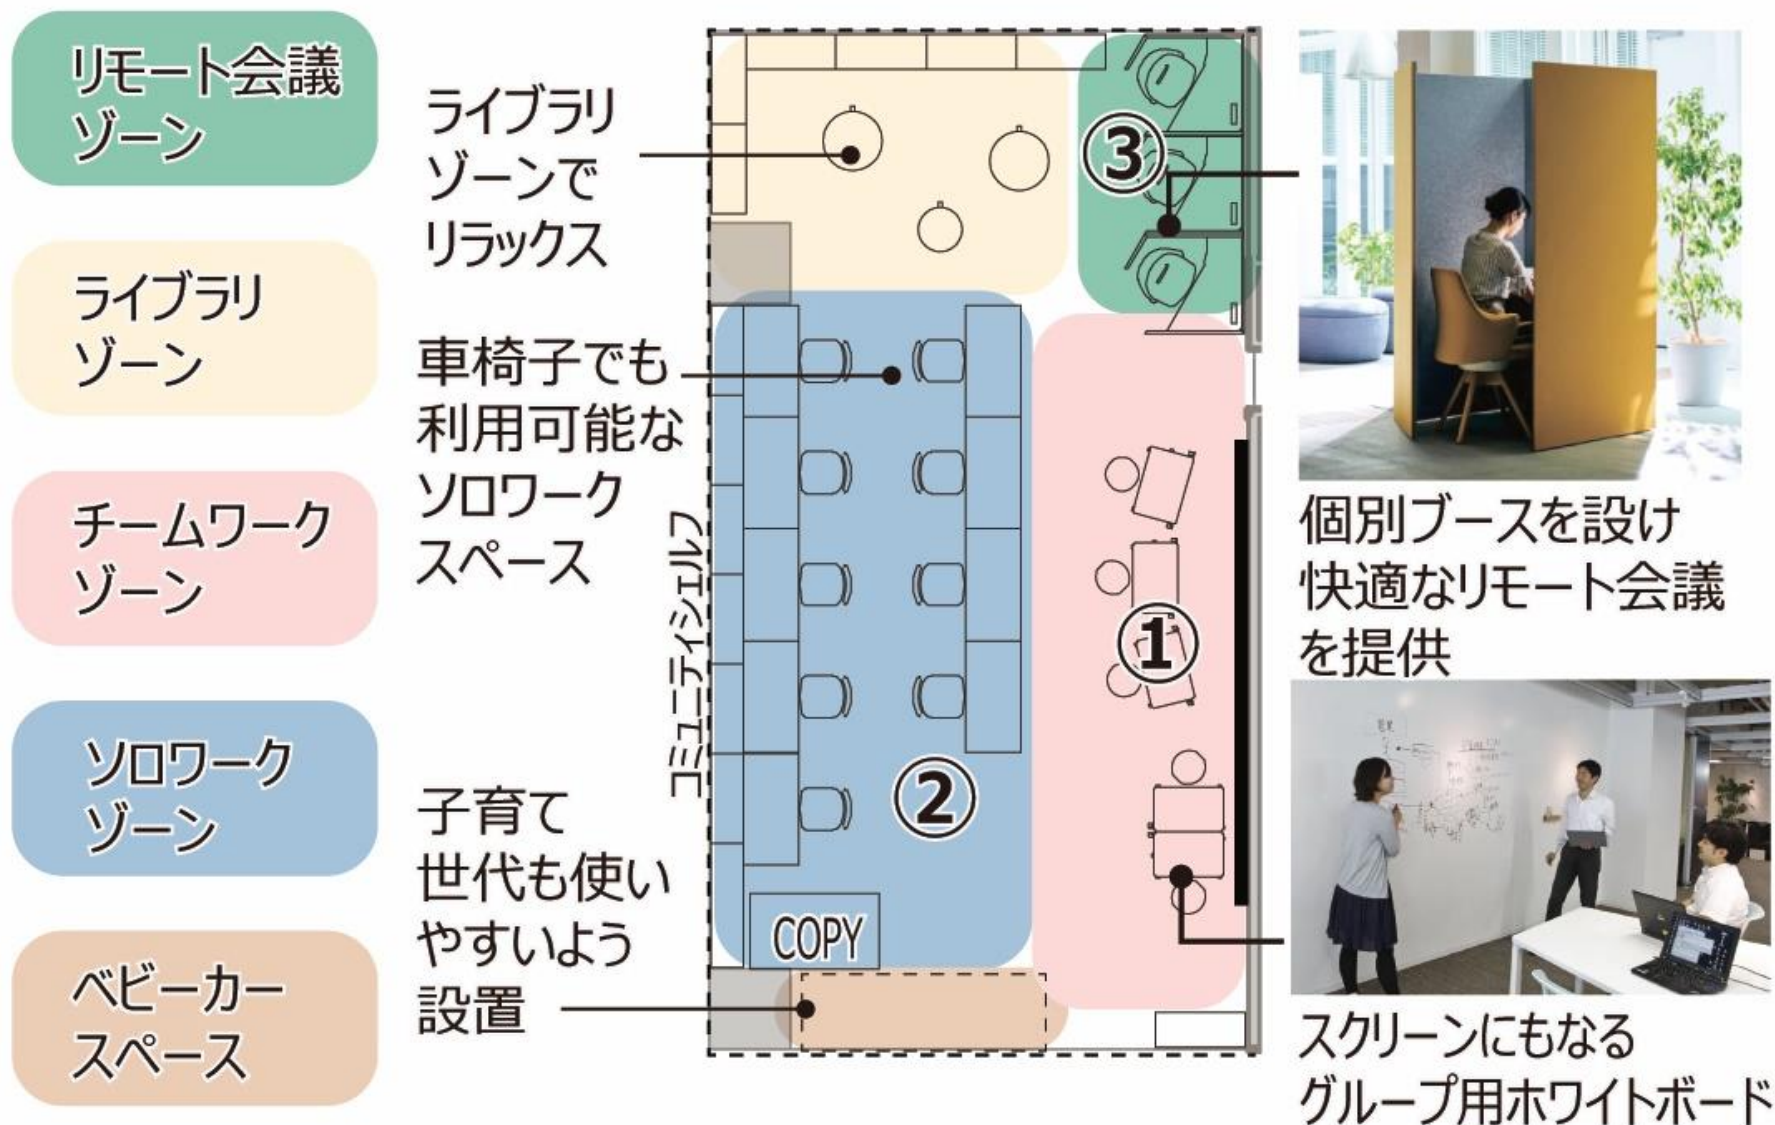 リモート会議
ゾーン
ライブラリ
ゾーン
チームワーク
ゾーン
ソロワーク
ゾーン
ベビーカー
スペース
ライブラリ
ゾーンで
リラックス
車椅子でも
利用可能な
ソロワーク
スペース
子育て
世代も使い
やすいよう
設置
コミュニティシェルフ
③
①
②
COPY
個別ブースを設け
快適なリモート会議
を提供
スクリーンにもなる
グループ用ホワイトボード